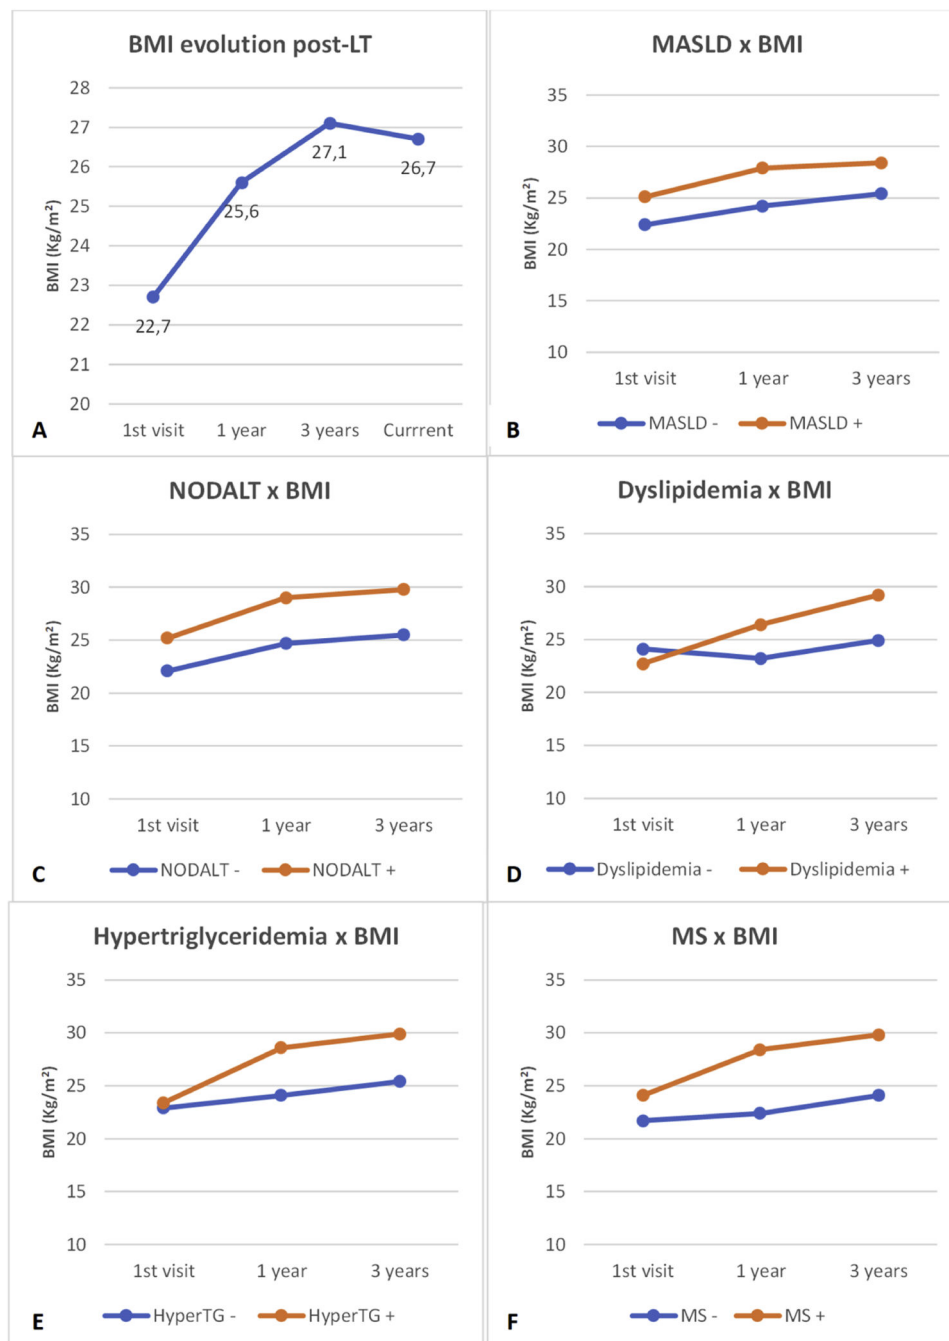 BMI evolution post-LT
BMI (Kg/m²)
28
27
26
25
24
23
22
21
20
22,7
25,6
27,1
26,7
1st visit 1 year 3 years Currrent
A
MASLD x BMI
BMI (Kg/m²)
35
30
25
20
15
10
1st visit 1 year 3 years
MASLD - MASLD +
B
NODALT x BMI
BMI (Kg/m²)
35
30
25
20
15
10
1st visit 1 year 3 years
NODALT - NODALT +
C
Dyslipidemia x BMI
BMI (Kg/m²)
35
30
25
20
15
10
1st visit 1 year 3 years
Dyslipidemia - Dyslipidemia +
D
Hypertriglyceridemia x BMI
BMI (Kg/m²)
35
30
25
20
15
10
1st visit 1 year 3 years
HyperTG - HyperTG +
E
MS x BMI
BMI (Kg/m²)
35
30
25
20
15
10
1st visit 1 year 3 years
MS - MS +
F